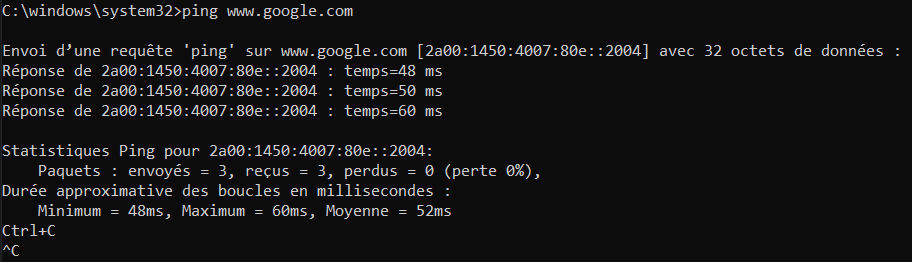 C:\windows\system32>ping www.google.com
Envoi d’une requête 'ping' sur www.google.com [2a00:1450:4007:80e::2004] avec 32 octets de données :
Réponse de 2a00:1450:4007:80e::2004 : temps=48 ms
Réponse de 2a00:1450:4007:80e::2004 : temps=50 ms
Réponse de 2a00:1450:4007:80e::2004 : temps=60 ms
Statistiques Ping pour 2a00:1450:4007:80e::2004:
    Paquets : envoyés = 3, reçus = 3, perdus = 0 (perte 0%),
Durée approximative des boucles en millisecondes :
    Minimum = 48ms, Maximum = 60ms, Moyenne = 52ms
Ctrl+C
^C